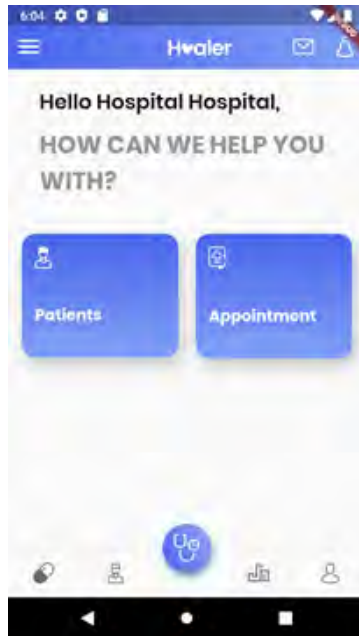 6:04
Healer
Hello Hospital Hospital,
HOW CAN WE HELP YOU
WITH?
Patients
Appointment